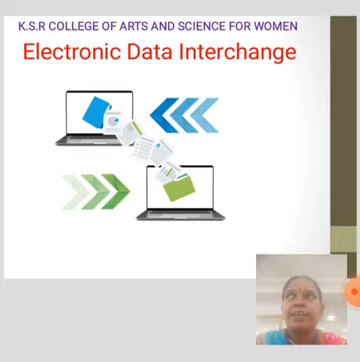 K.S.R COLLEGE OF ARTS AND SCIENCE FOR WOMEN
Electronic Data Interchange